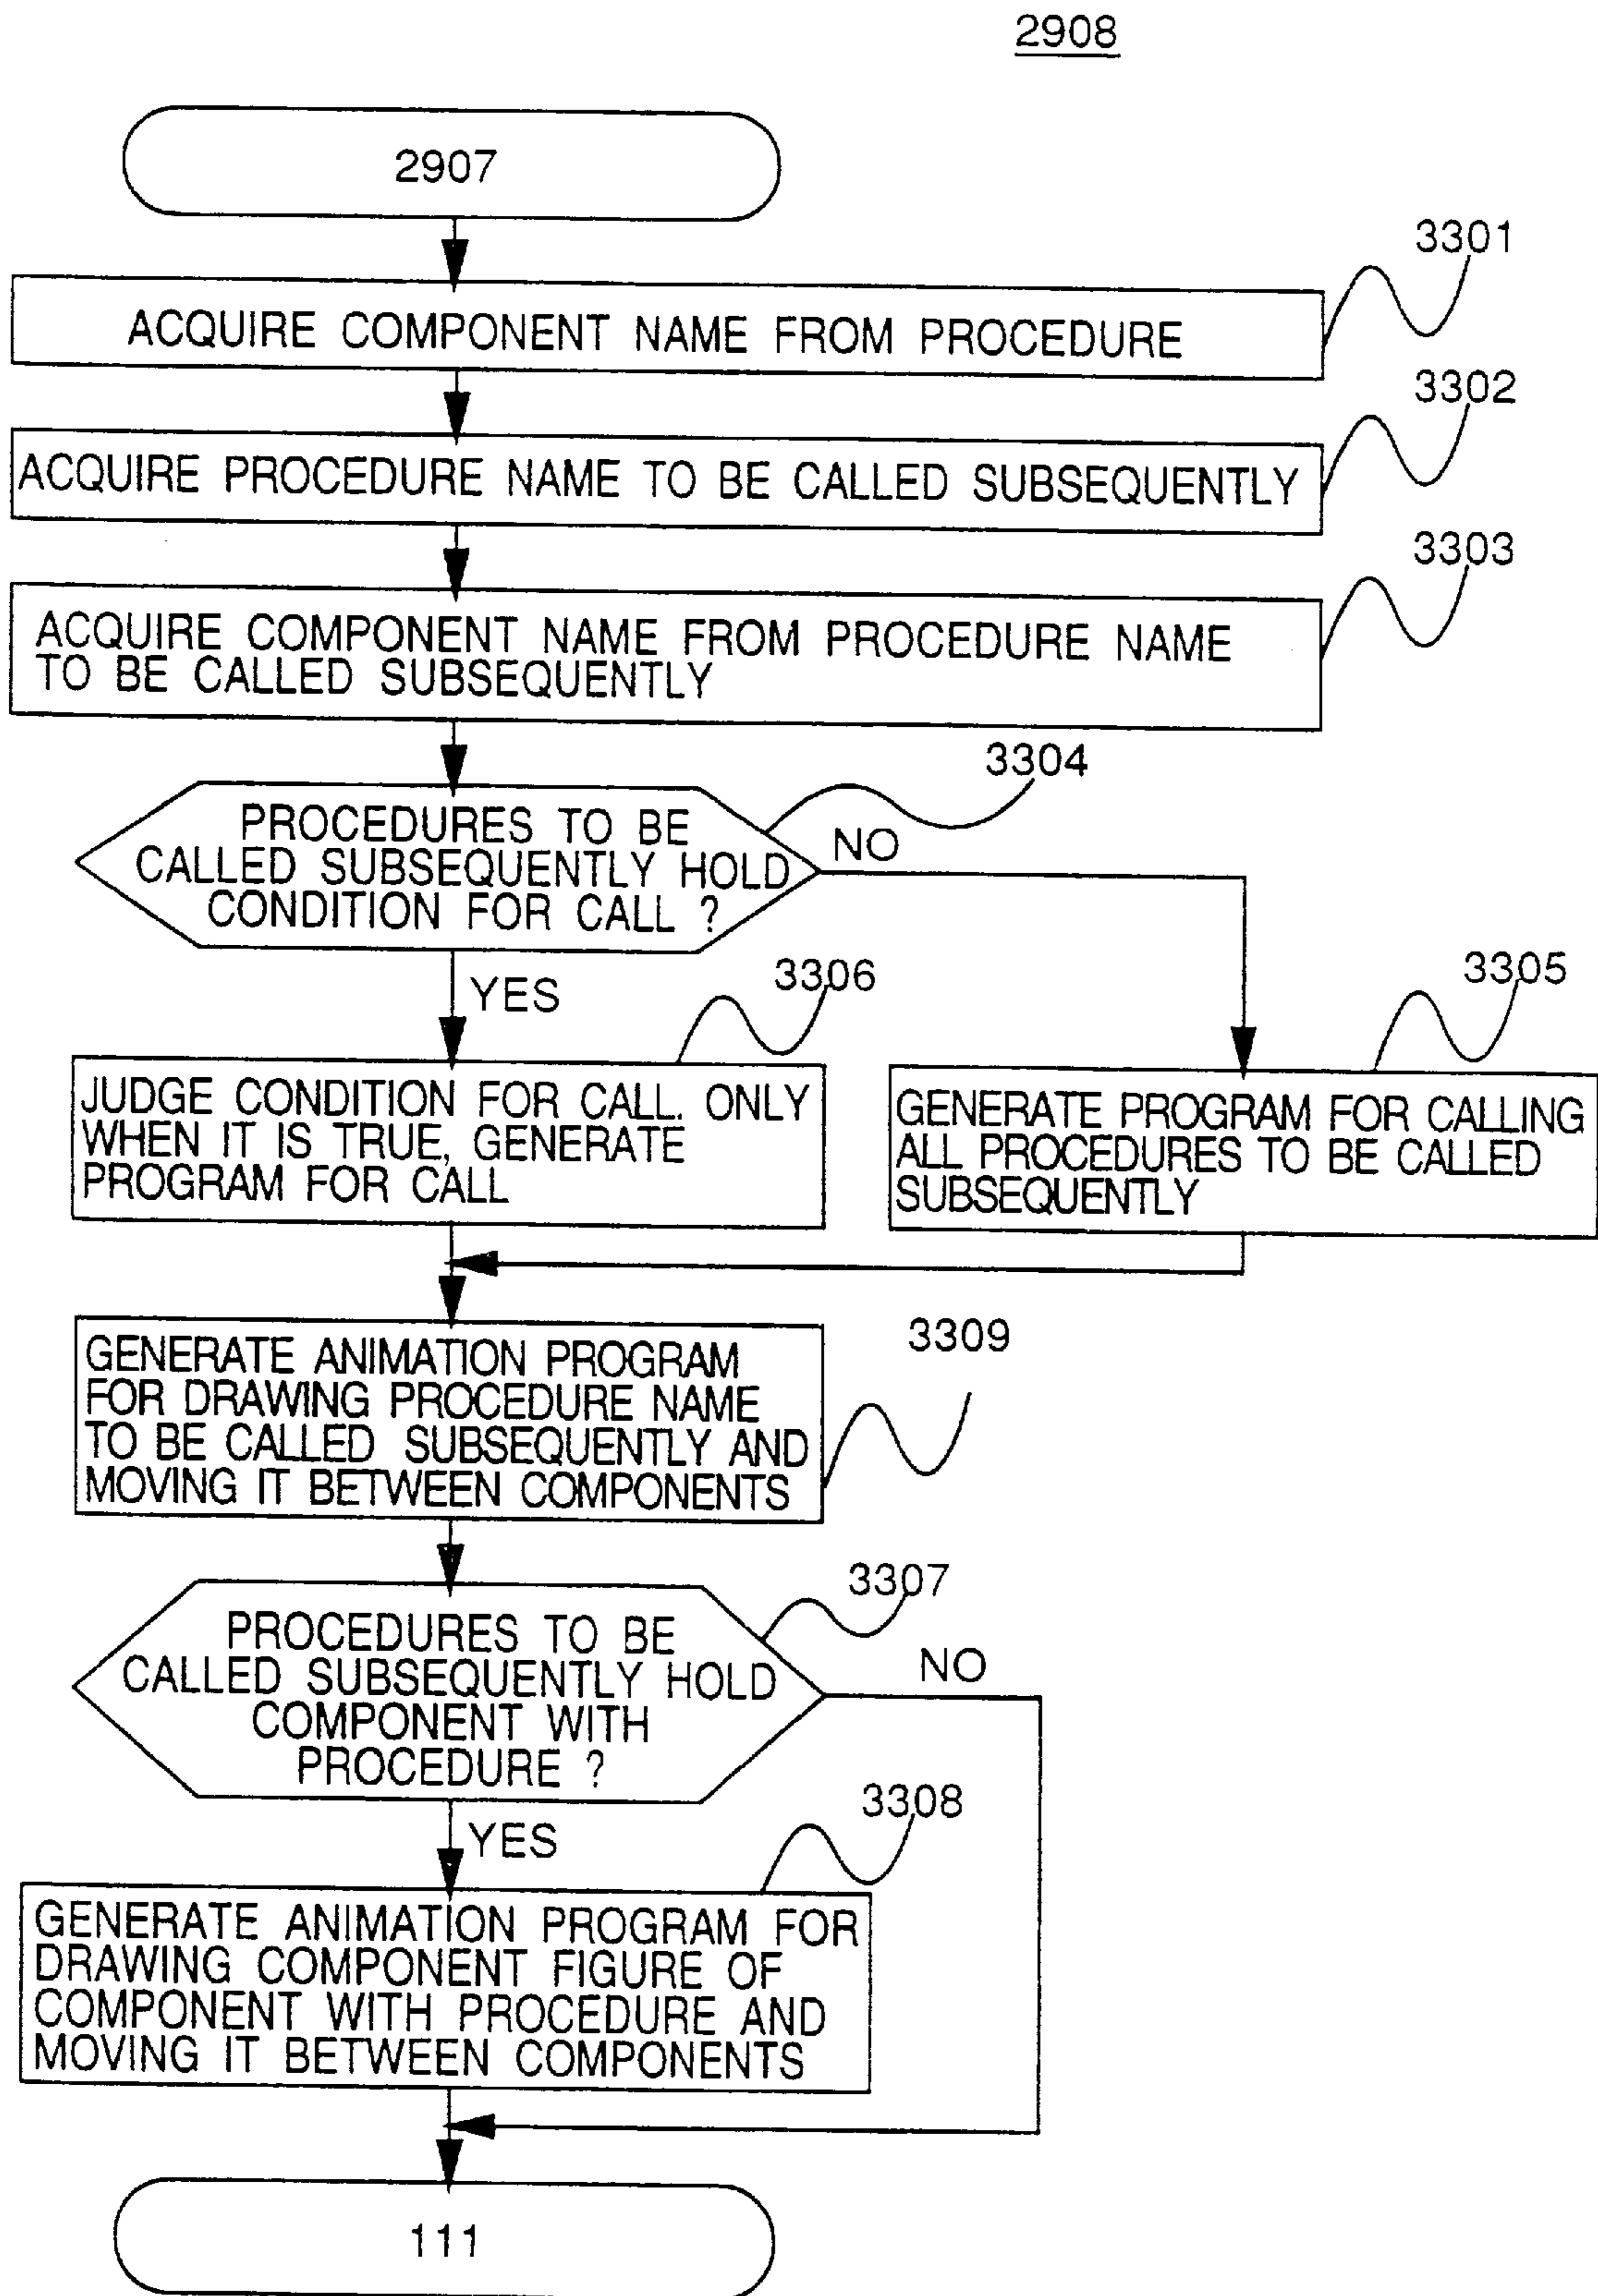 2908
2907
3301
ACQUIRE COMPONENT NAME FROM PROCEDURE
3302
ACQUIRE PROCEDURE NAME TO BE CALLED SUBSEQUENTLY
3303
ACQUIRE COMPONENT NAME FROM PROCEDURE NAME
TO BE CALLED SUBSEQUENTLY
3304
PROCEDURES TO BE
CALLED SUBSEQUENTLY HOLD
CONDITION FOR CALL ?
NO
YES
3306
3305
JUDGE CONDITION FOR CALL. ONLY
WHEN IT IS TRUE, GENERATE
PROGRAM FOR CALL
GENERATE PROGRAM FOR CALLING
ALL PROCEDURES TO BE CALLED
SUBSEQUENTLY
3309
GENERATE ANIMATION PROGRAM
FOR DRAWING PROCEDURE NAME
TO BE CALLED SUBSEQUENTLY AND
MOVING IT BETWEEN COMPONENTS
3307
PROCEDURES TO BE
CALLED SUBSEQUENTLY HOLD
COMPONENT WITH
PROCEDURE ?
NO
YES
3308
GENERATE ANIMATION PROGRAM FOR
DRAWING COMPONENT FIGURE OF
COMPONENT WITH PROCEDURE AND
MOVING IT BETWEEN COMPONENTS
111